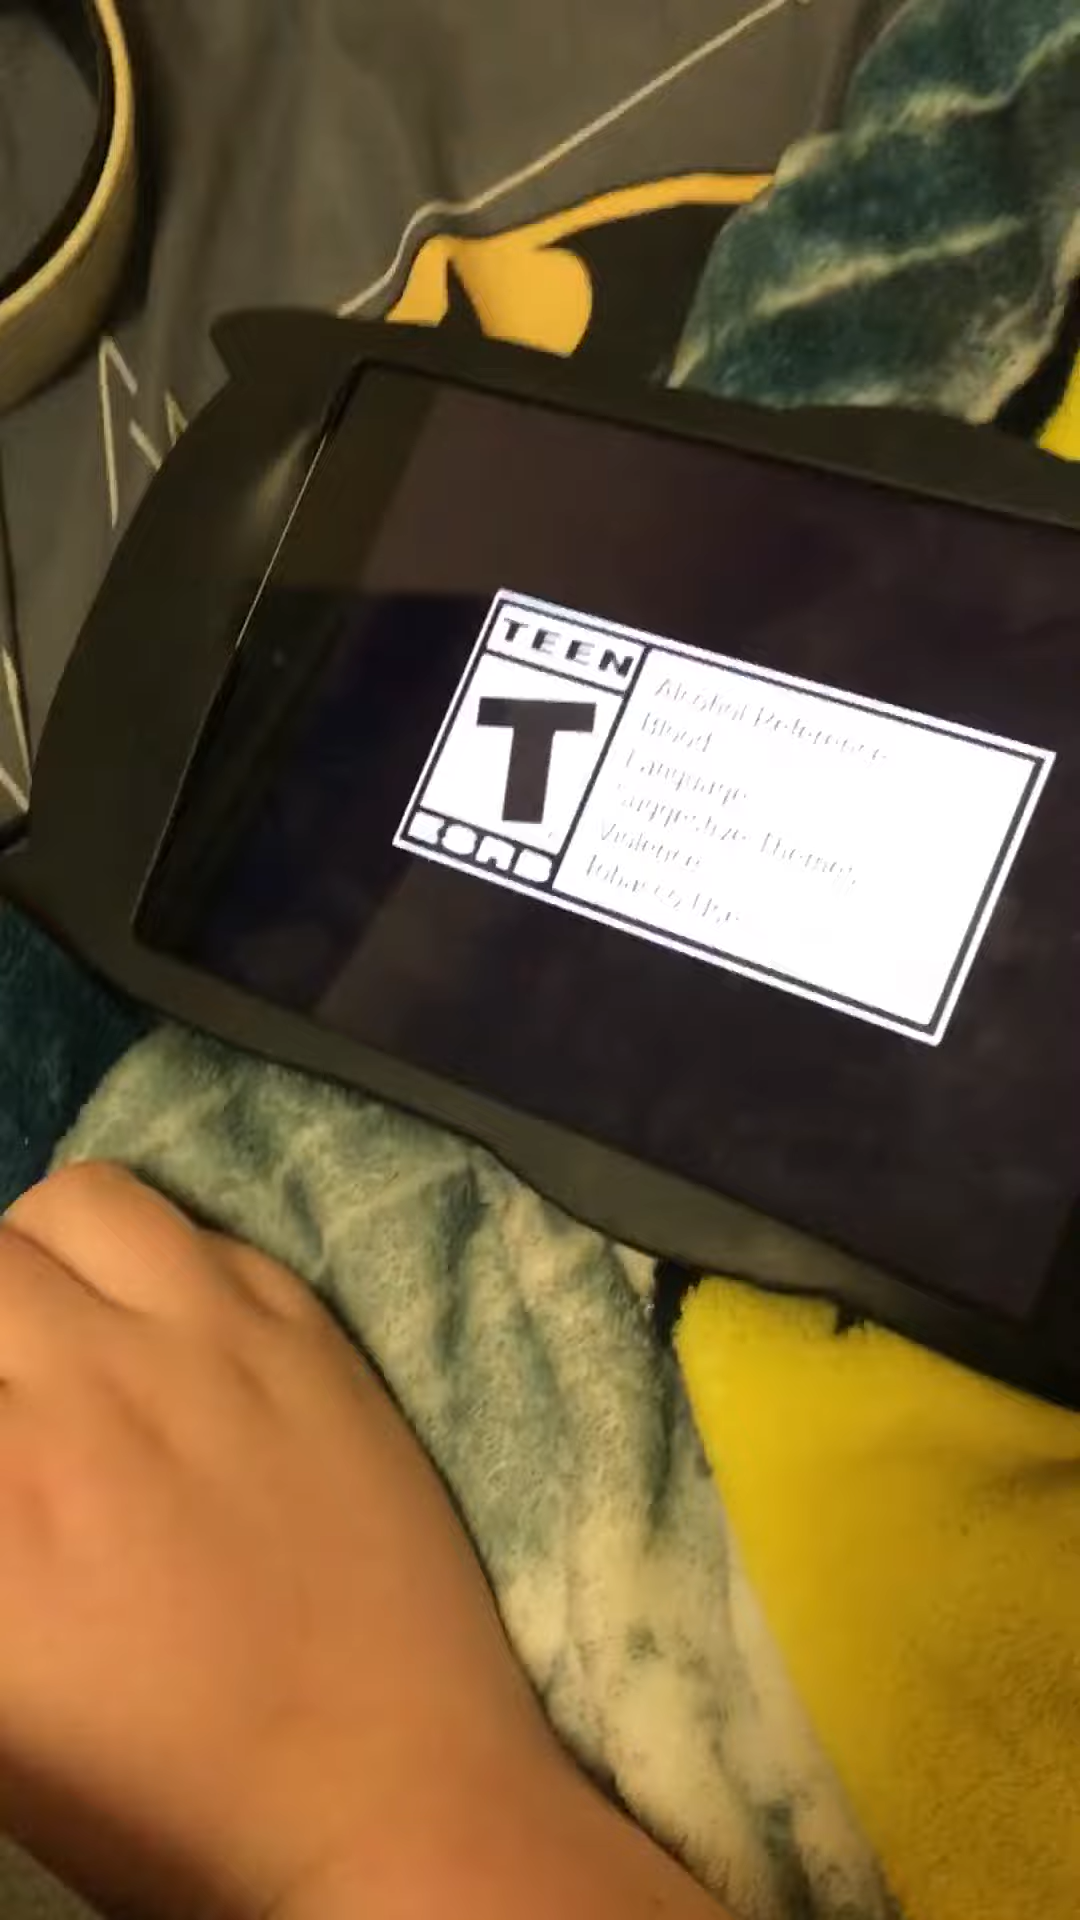 TEEN
T
ESRB
Alcohol Reference
Blood
Language
Suggestive Themes
Violence
Tobacco Use